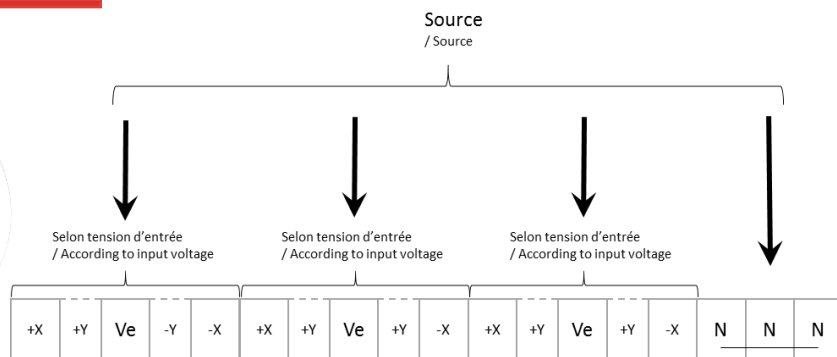 Source
/ Source
Selon tension d'entrée
/ According to input voltage
Selon tension d'entrée
/ According to input voltage
Selon tension d'entrée
/ According to input voltage
+X +Y Ve -Y -X +X +Y Ve +Y -X +X +Y Ve +Y -X N N N